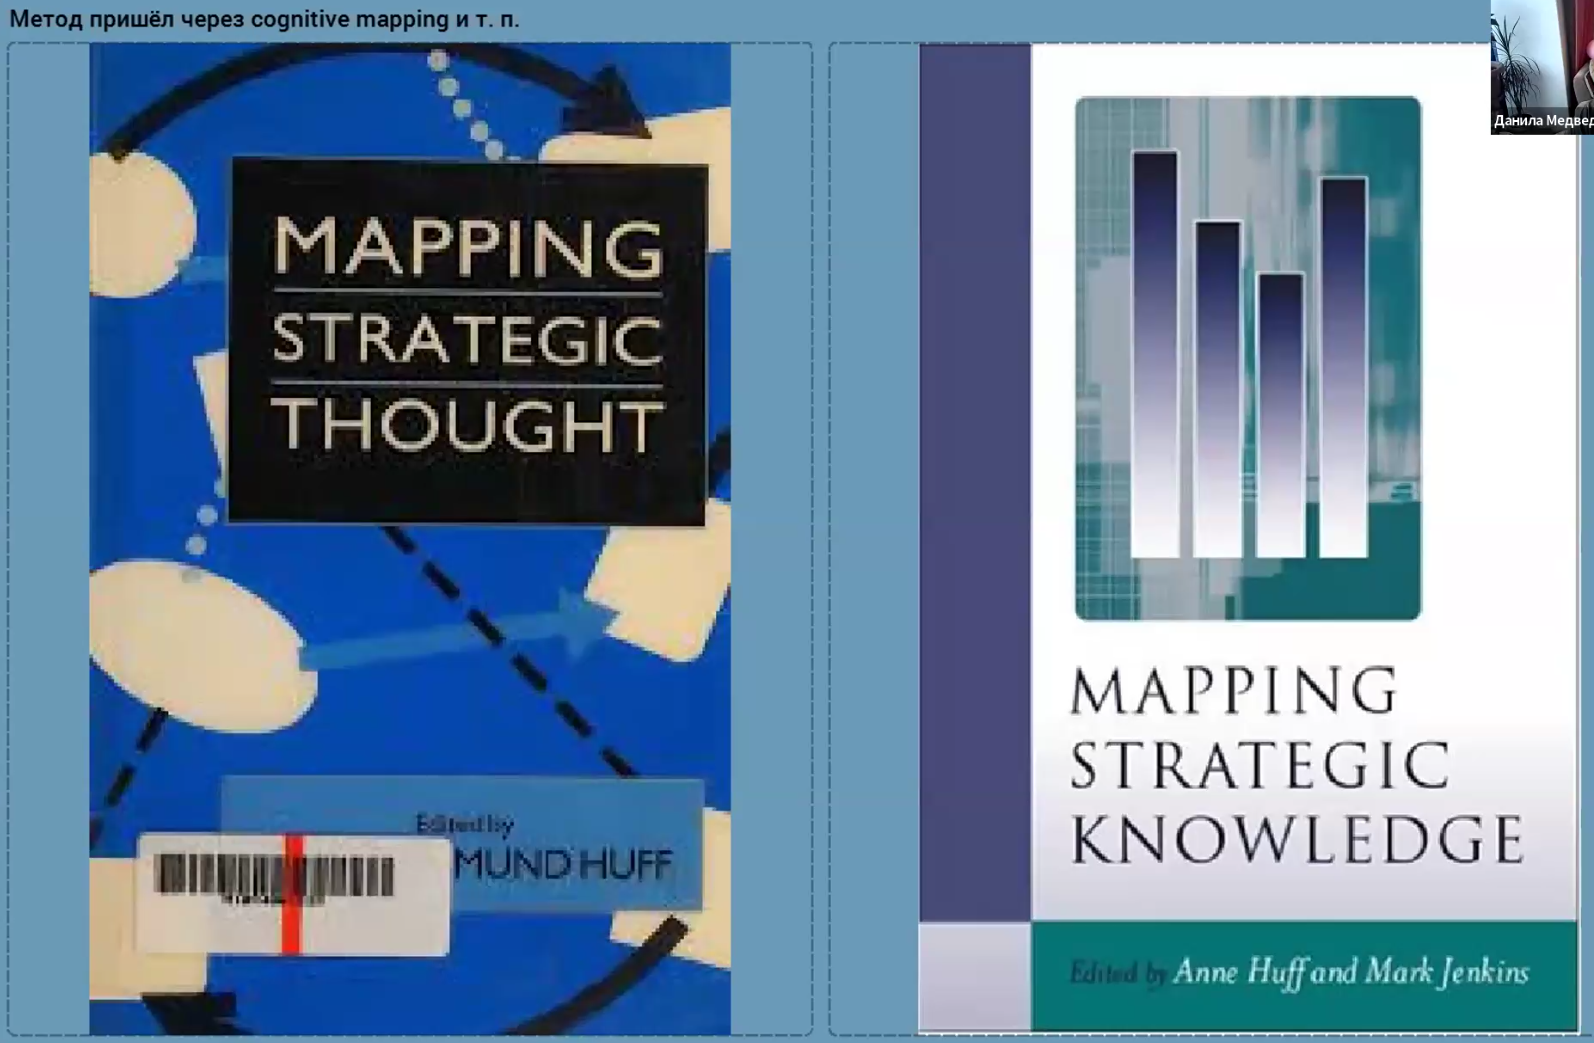 Метод пришёл через cognitive mapping и т. п.
MAPPING
STRATEGIC
THOUGHT
Edited by
MUND HUFF
MAPPING
STRATEGIC
KNOWLEDGE
Edited by Anne Huff and Mark Jenkins
Данила Медвед